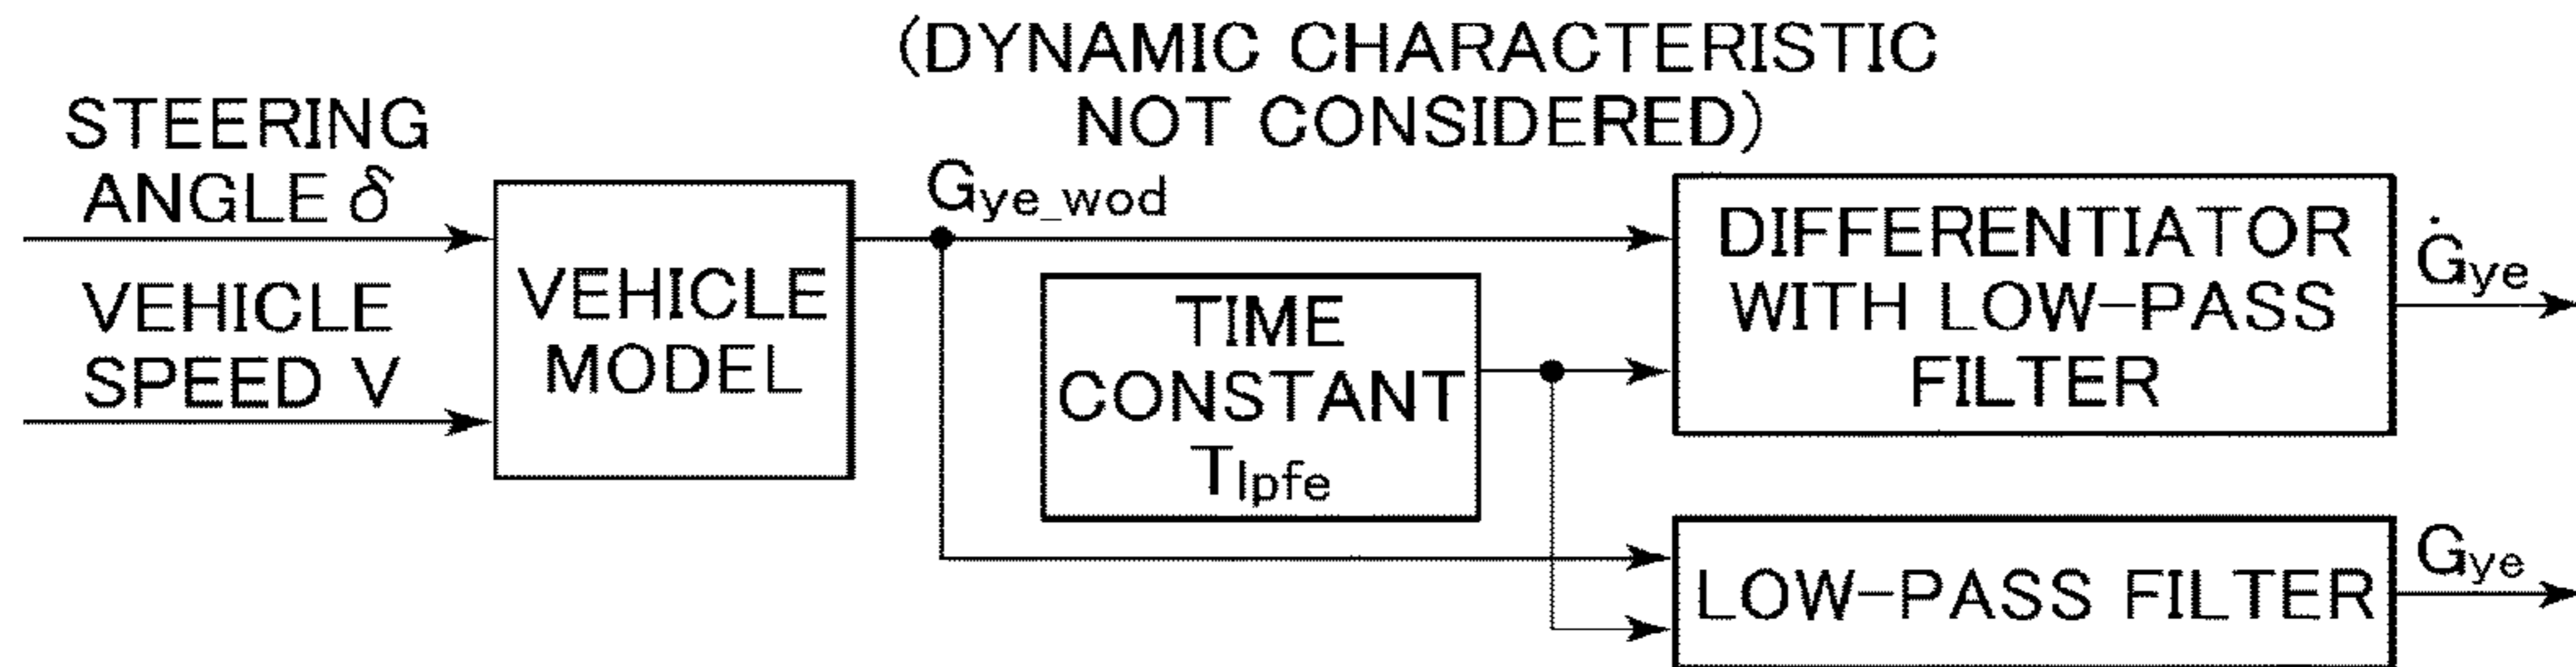 (DYNAMIC CHARACTERISTIC
NOT CONSIDERED)
STEERING
ANGLE δ
VEHICLE
SPEED V
VEHICLE
MODEL
Gye_wod
TIME
CONSTANT
Tlpfe
DIFFERENTIATOR
WITH LOW-PASS
FILTER
Ġye
LOW-PASS FILTER
Gye